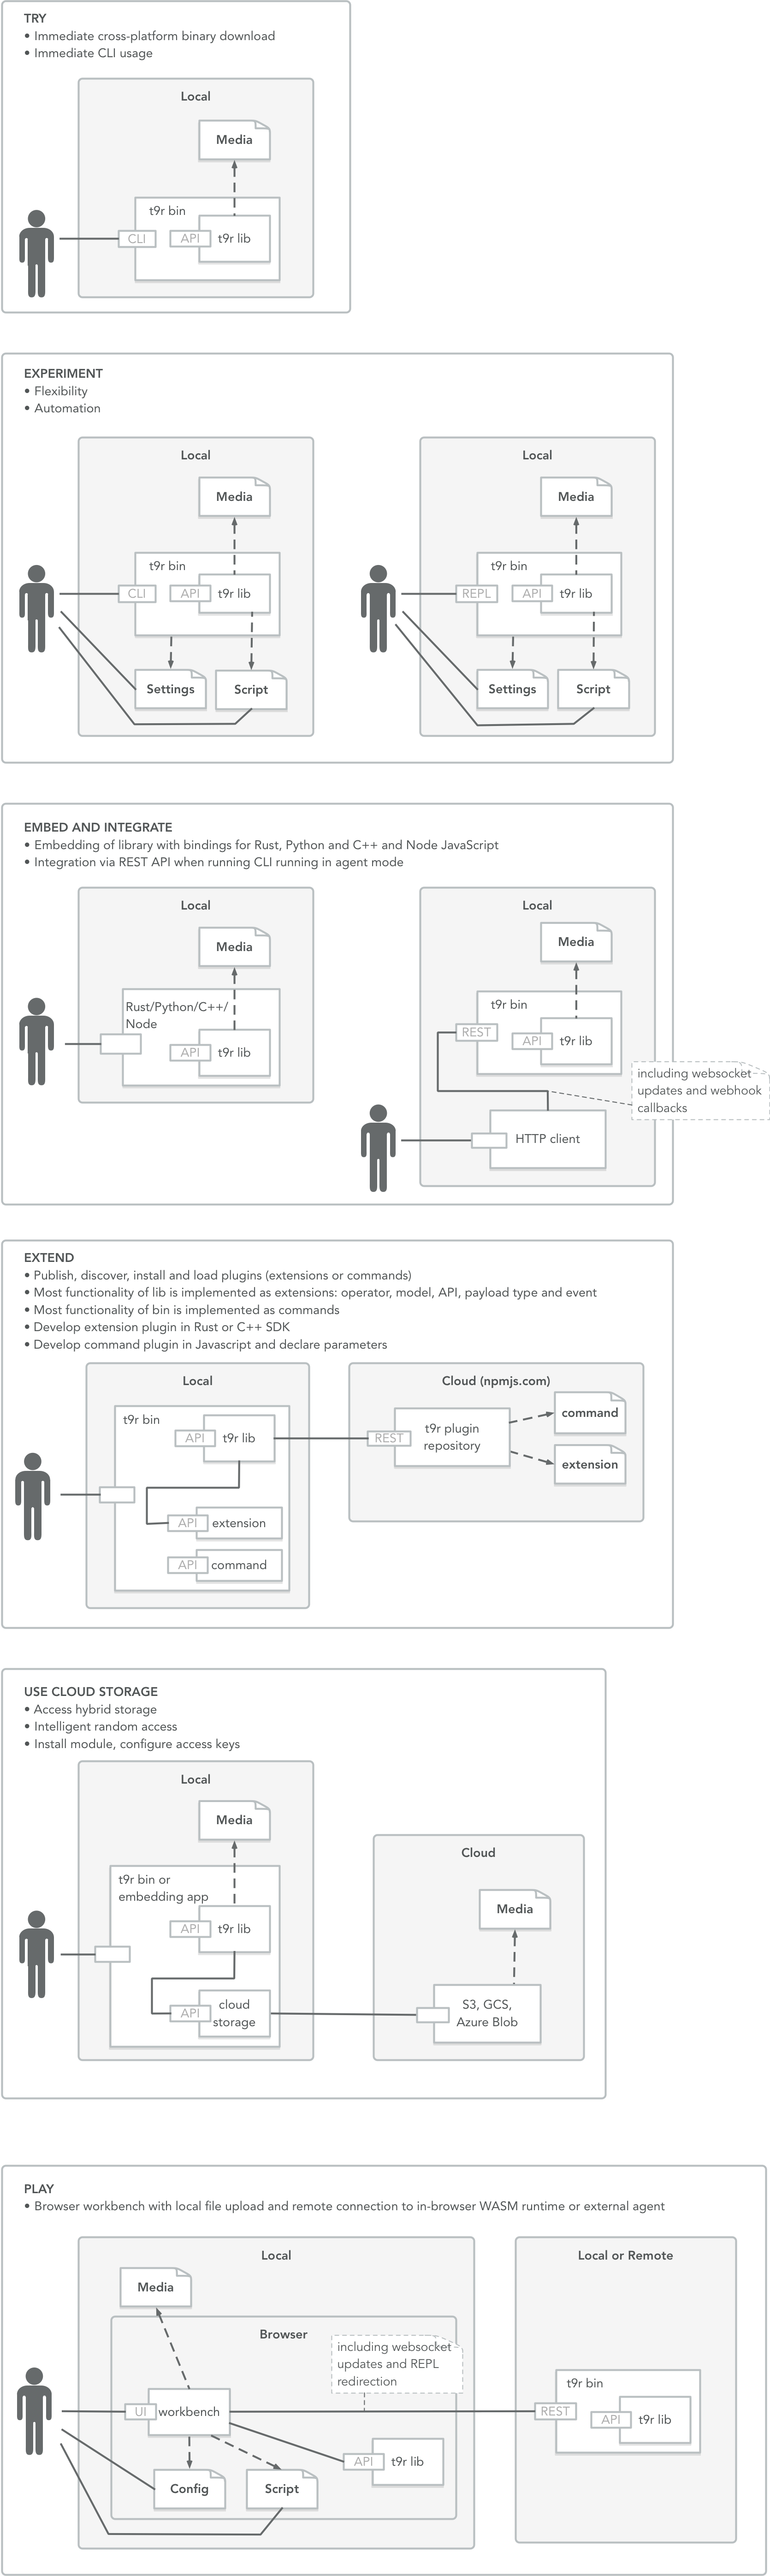 TRY
• Immediate cross-platform binary download
• Immediate CLI usage
Local
Media
t9r bin
CLI
API
t9r lib
EXPERIMENT
• Flexibility
• Automation
Local
Media
t9r bin
CLI
API
t9r lib
Settings
Script
Local
Media
t9r bin
REPL
API
t9r lib
Settings
Script
EMBED AND INTEGRATE
• Embedding of library with bindings for Rust, Python and C++ and Node JavaScript
• Integration via REST API when running CLI running in agent mode
Local
Media
Rust/Python/C++/
Node
API
t9r lib
Local
Media
t9r bin
REST
API
t9r lib
including websocket
updates and webhook
callbacks
HTTP client
EXTEND
• Publish, discover, install and load plugins (extensions or commands)
• Most functionality of lib is implemented as extensions: operator, model, API, payload type and event
• Most functionality of bin is implemented as commands
• Develop extension plugin in Rust or C++ SDK
• Develop command plugin in Javascript and declare parameters
Local
t9r bin
API
t9r lib
API
extension
API
command
Cloud (npmjs.com)
REST
t9r plugin
repository
command
extension
USE CLOUD STORAGE
• Access hybrid storage
• Intelligent random access
• Install module, configure access keys
Local
Media
t9r bin or
embedding app
API
t9r lib
API
cloud
storage
Cloud
Media
S3, GCS,
Azure Blob
PLAY
• Browser workbench with local file upload and remote connection to in-browser WASM runtime or external agent
Local
Media
Browser
including websocket
updates and REPL
redirection
UI
workbench
API
t9r lib
Config
Script
Local or Remote
t9r bin
REST
API
t9r lib